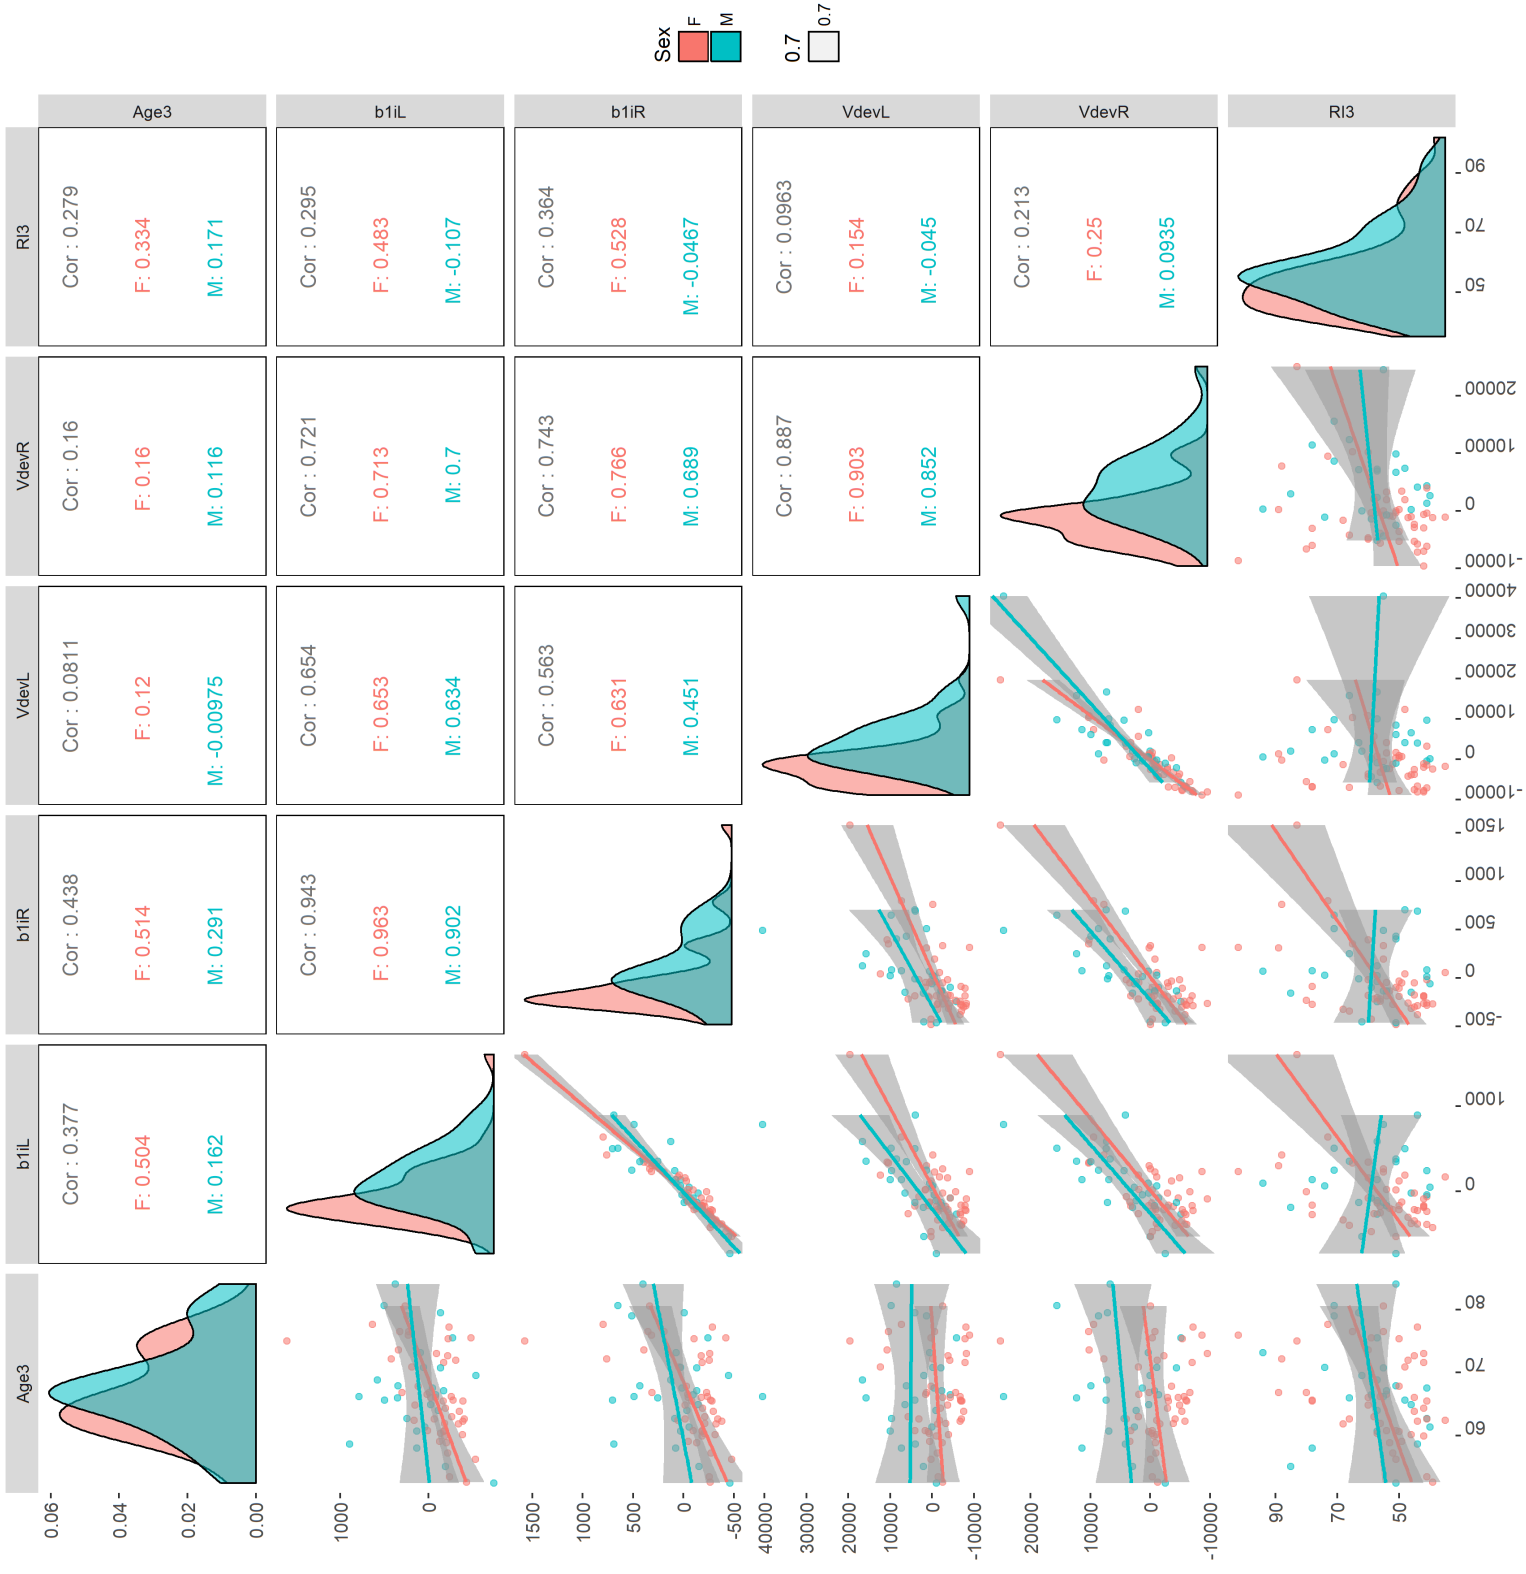 Age3 b1iL b1iR VdevL VdevR RI3
0.06
0.04
0.02
0.00
Cor : 0.377
F: 0.504
M: 0.162
Cor : 0.438
F: 0.514
M: 0.291
Cor : 0.0811
F: 0.12
M: -0.00975
Cor : 0.16
F: 0.16
M: 0.116
Cor : 0.279
F: 0.334
M: 0.171
Age3
1000
0
Cor : 0.943
F: 0.963
M: 0.902
Cor : 0.654
F: 0.653
M: 0.634
Cor : 0.721
F: 0.713
M: 0.7
Cor : 0.295
F: 0.483
M: -0.107
b1iL
1500
1000
500
0
-500
Cor : 0.563
F: 0.631
M: 0.451
Cor : 0.743
F: 0.766
M: 0.689
Cor : 0.364
F: 0.528
M: -0.0467
b1iR
40000
30000
20000
10000
0
-10000
Cor : 0.887
F: 0.903
M: 0.852
Cor : 0.0963
F: 0.154
M: -0.045
VdevL
20000
10000
0
-10000
Cor : 0.213
F: 0.25
M: 0.0935
VdevR
90
70
50
RI3
60 70 80
0 1000
-500 0 500 1000 1500
-10000 0 10000 20000 30000 40000
-10000 0 10000 20000
50 70 90
Sex
F
M
0.7
0.7